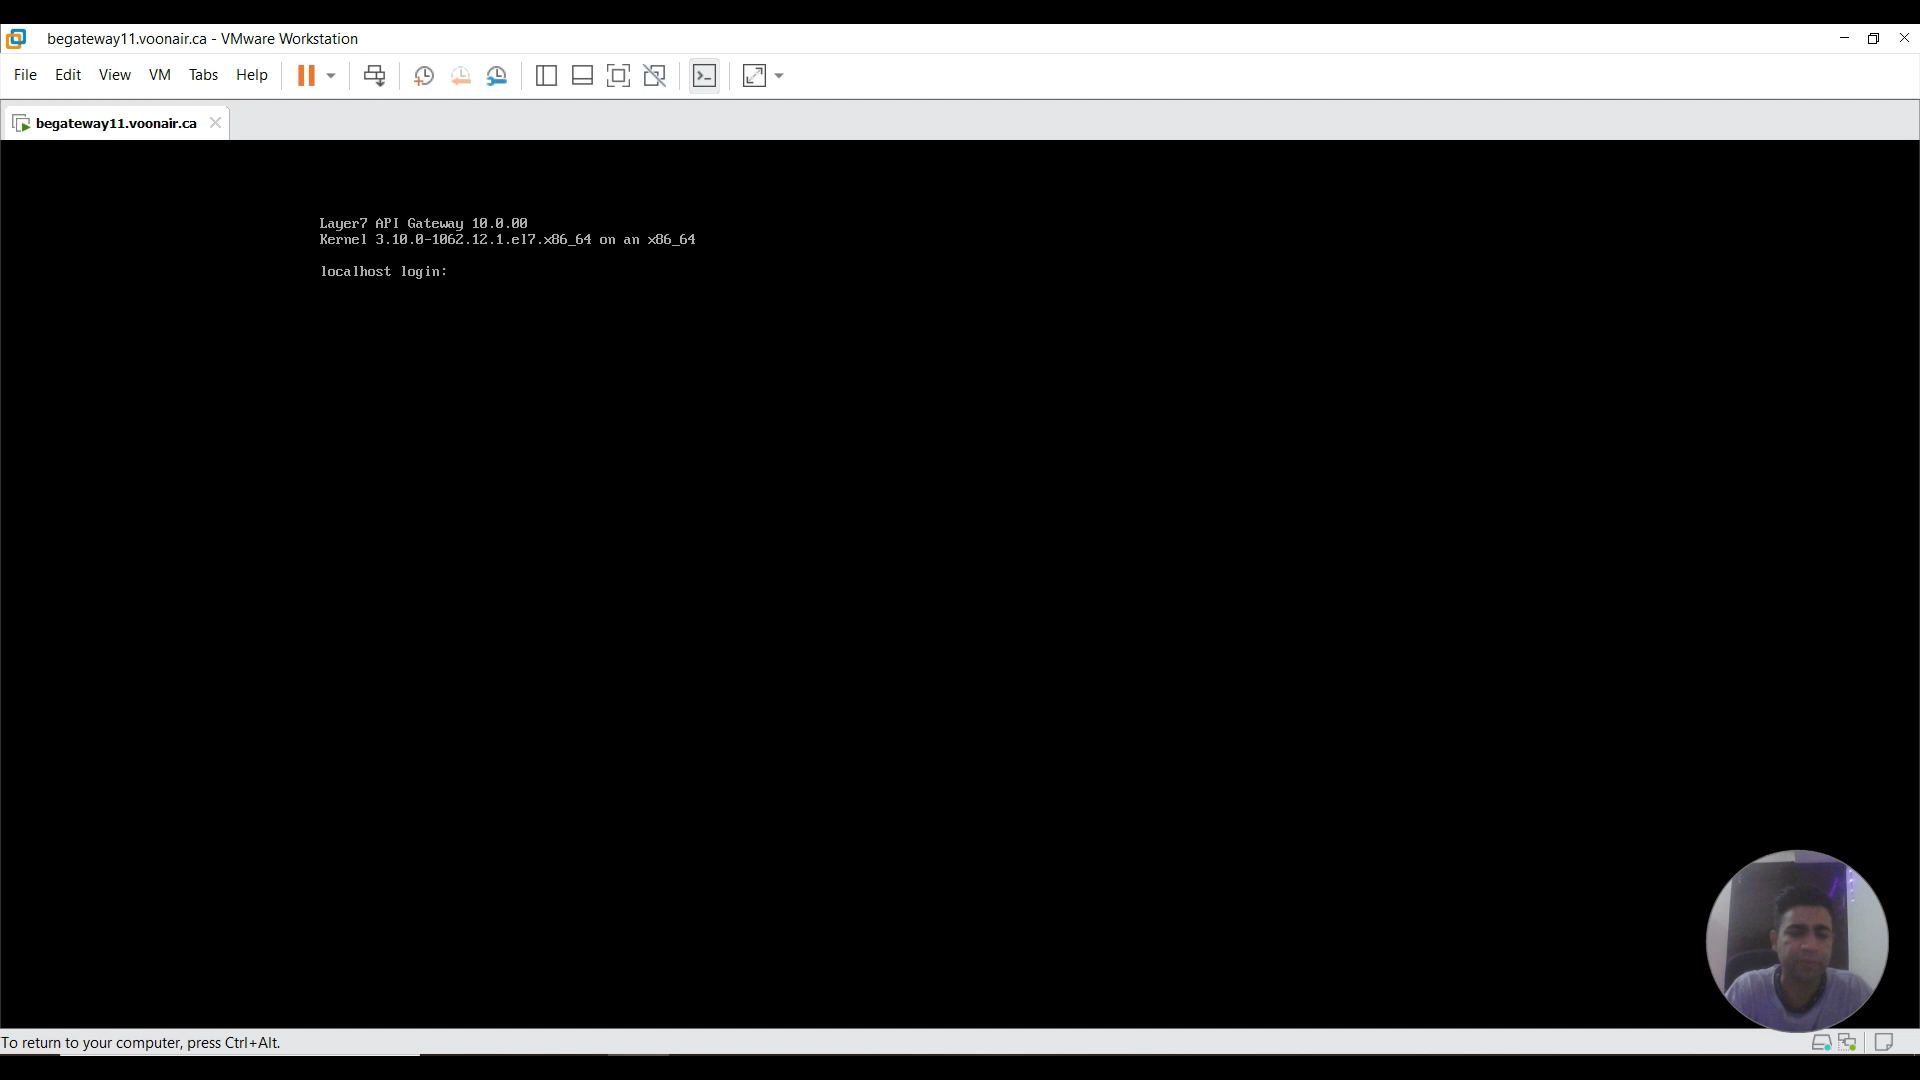 begateway11.voonair.ca - VMware Workstation
File Edit View VM Tabs Help
begateway11.voonair.ca
Layer7 API Gateway 10.0.00
Kernel 3.10.0-1062.12.1.el7.x86_64 on an x86_64
localhost login:
To return to your computer, press Ctrl+Alt.